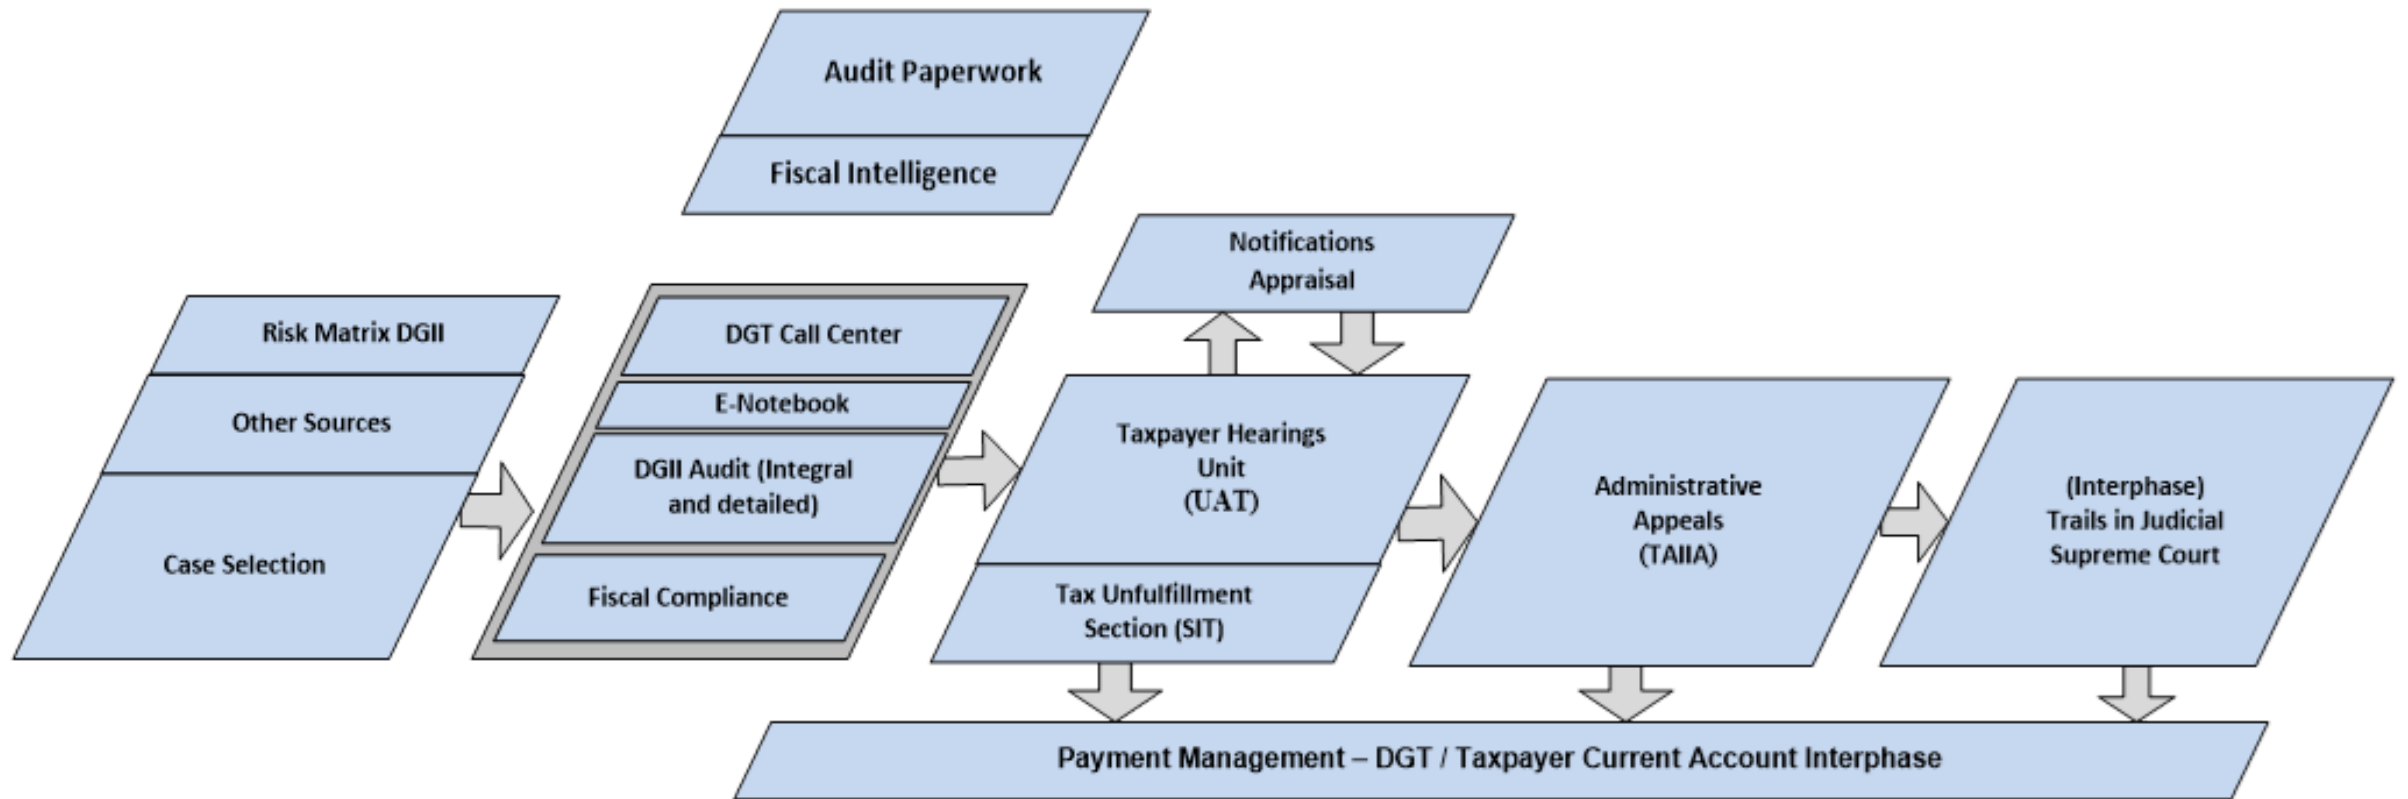 Audit Paperwork
Fiscal Intelligence
Notifications
Appraisal
Risk Matrix DGII
Other Sources
Case Selection
DGT Call Center
E-Notebook
DGII Audit (Integral
and detailed)
Fiscal Compliance
Taxpayer Hearings
Unit
(UAT)
Tax Unfulfillment
Section (SIT)
Administrative
Appeals
(TAIIA)
(Interphase)
Trails in Judicial
Supreme Court
Payment Management – DGT / Taxpayer Current Account Interphase